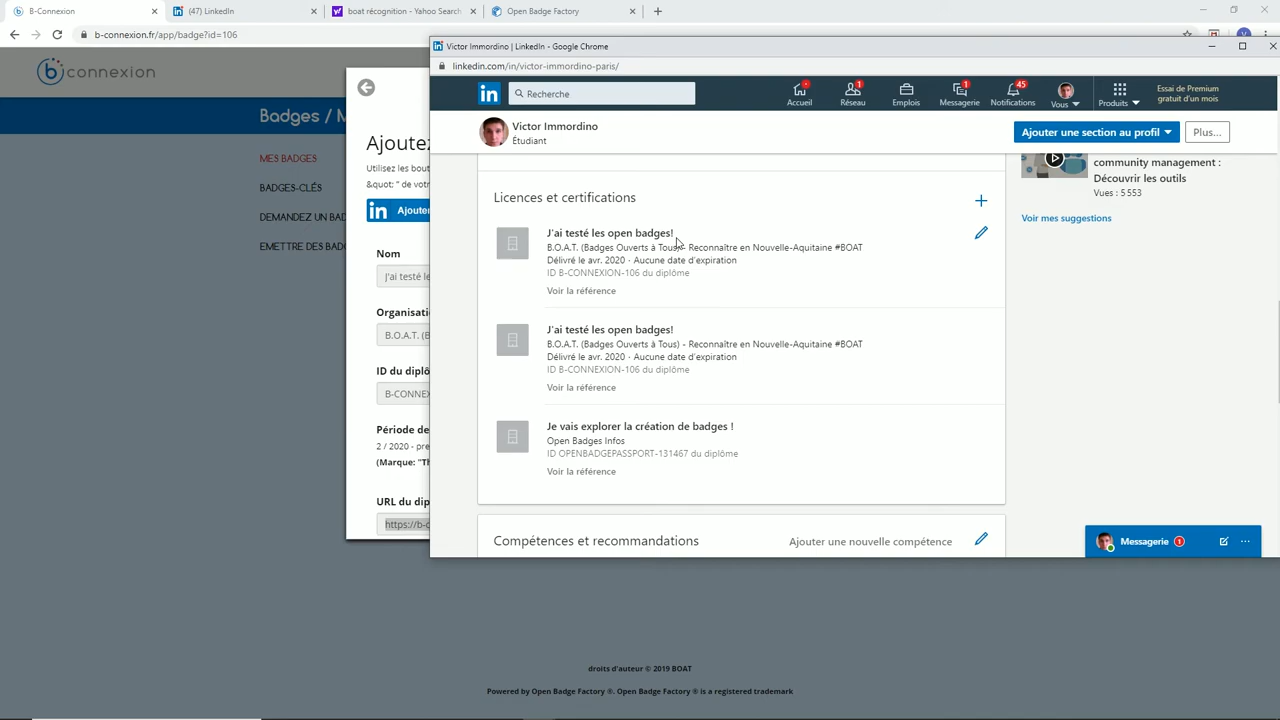 B-Connexion
(47) LinkedIn
boat récognition - Yahoo Search
Open Badge Factory
b-connexion.fr/app/badge?id=106
connexion
Badges / M
MES BADGES
BADGES-CLÉS
DEMANDEZ UN BAD
EMETTRE DES BAD
Ajoutez
Utilisez les bout
&quot; " de votr
in Ajouter
Nom
J'ai testé le
Organisati
B.O.A.T. (B
ID du diplô
B-CONNEX
Période de
2 / 2020 - pre
(Marque: "Th
URL du dip
https://b-c
Victor Immordino | LinkedIn - Google Chrome
linkedin.com/in/victor-immordino-paris/
in
Recherche
Accueil
1
Réseau
Emplois
1
Messagerie
45
Notifications
Vous
Produits
Essai de Premium
gratuit d'un mois
Victor Immordino
Étudiant
Ajouter une section au profil
Plus...
community management :
Découvrir les outils
Vues : 5 553
Voir mes suggestions
Licences et certifications
J'ai testé les open badges!
B.O.A.T. (Badges Ouverts à Tous) - Reconnaître en Nouvelle-Aquitaine #BOAT
Délivré le avr. 2020 · Aucune date d'expiration
ID B-CONNEXION-106 du diplôme
Voir la référence
J'ai testé les open badges!
B.O.A.T. (Badges Ouverts à Tous) - Reconnaître en Nouvelle-Aquitaine #BOAT
Délivré le avr. 2020 · Aucune date d'expiration
ID B-CONNEXION-106 du diplôme
Voir la référence
Je vais explorer la création de badges !
Open Badges Infos
ID OPENBADGEPASSPORT-131467 du diplôme
Voir la référence
Compétences et recommandations
Ajouter une nouvelle compétence
Messagerie 1
droits d'auteur © 2019 BOAT
Powered by Open Badge Factory ®. Open Badge Factory ® is a registered trademark